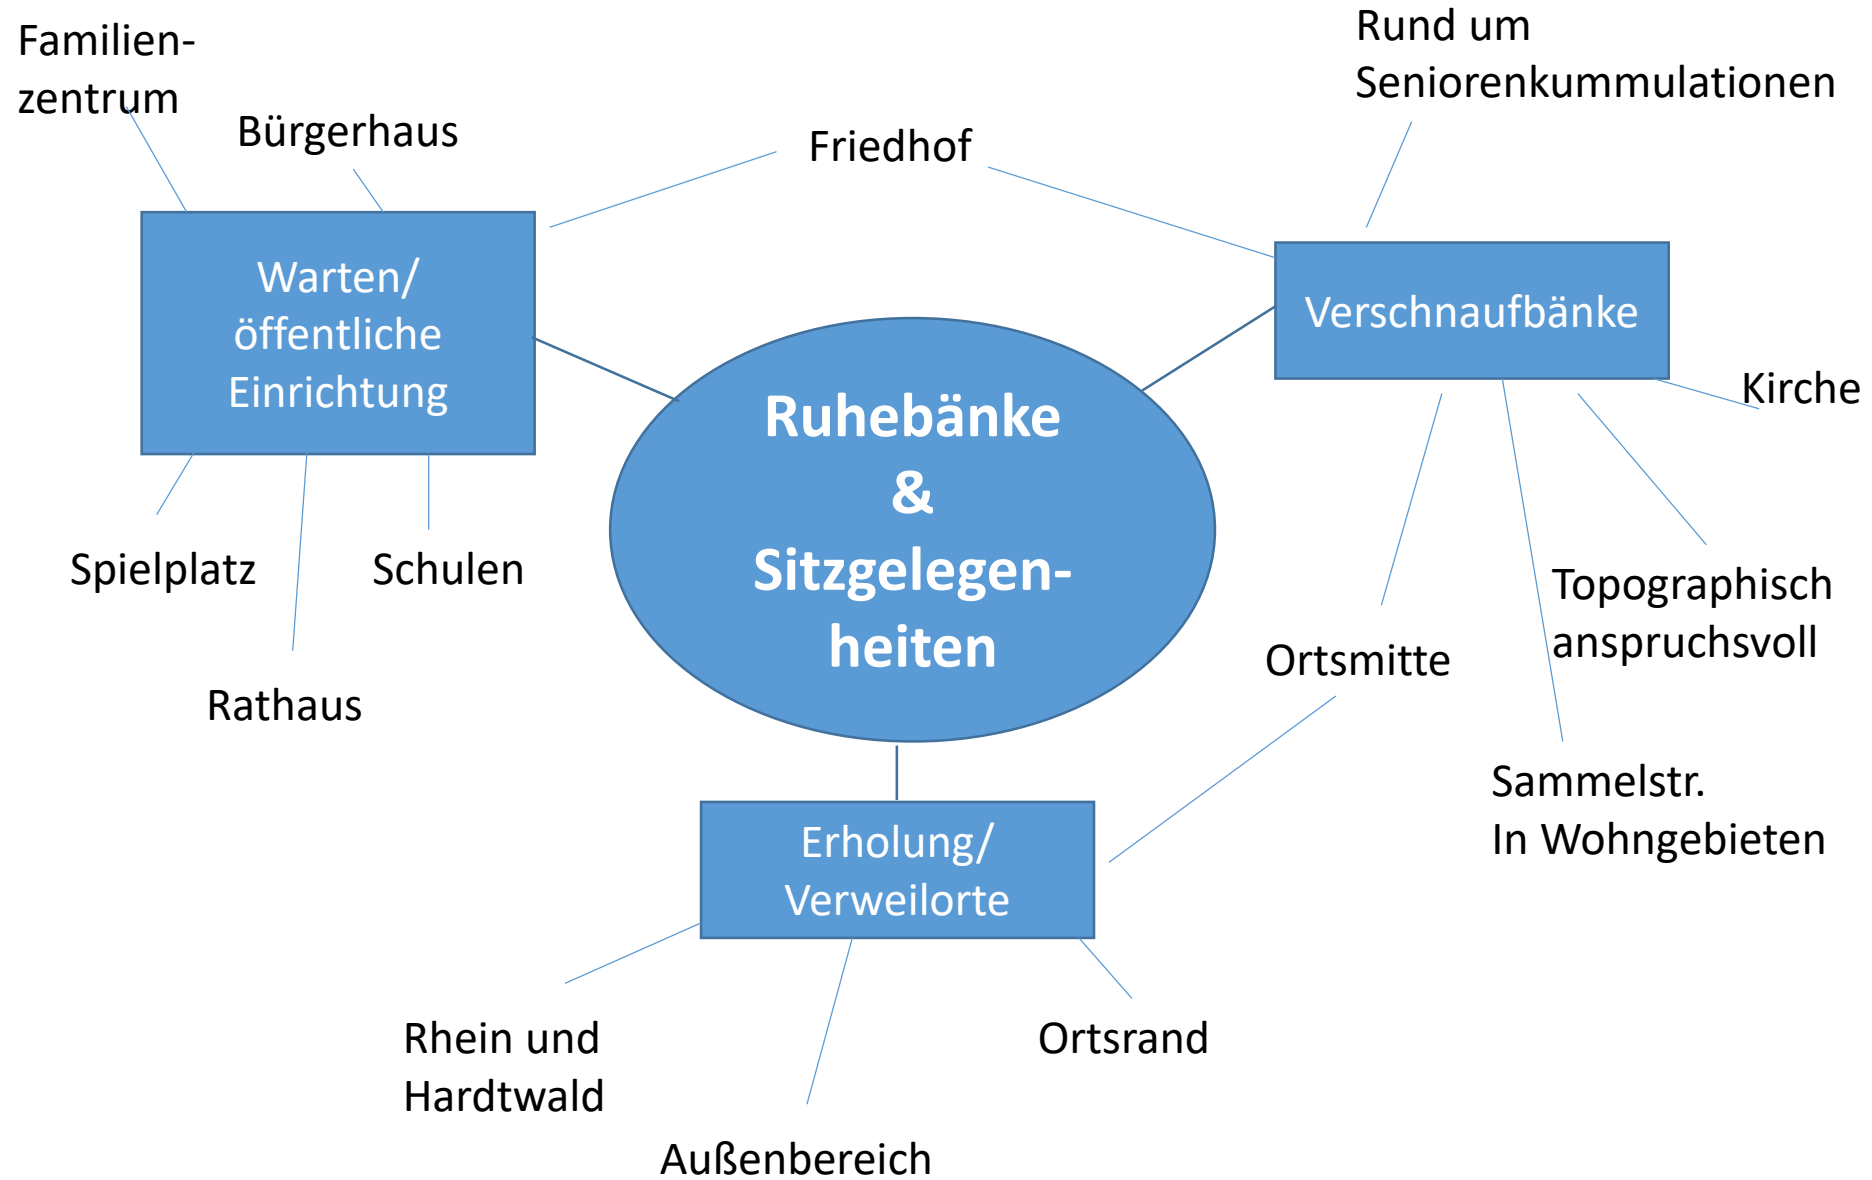 Familien-
zentrum
Bürgerhaus
Friedhof
Rund um
Seniorenkummulationen
Warten/
öffentliche
Einrichtung
Verschnaufbänke
Kirche
Ruhebänke
&
Sitzgelegen-
heiten
Spielplatz
Schulen
Rathaus
Topographisch
anspruchsvoll
Ortsmitte
Sammelstr.
In Wohngebieten
Erholung/
Verweilorte
Rhein und
Hardtwald
Ortsrand
Außenbereich